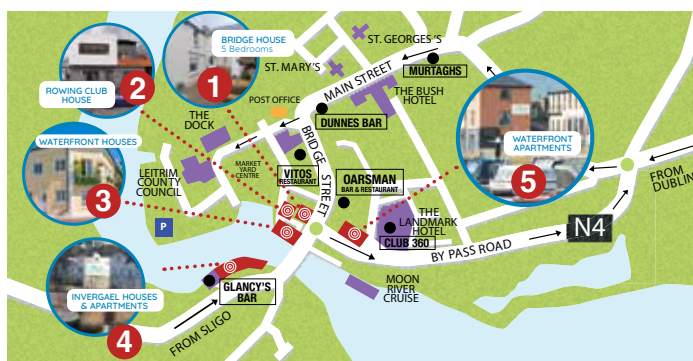 BRIDGE HOUSE
5 Bedrooms
1
2
ROWING CLUB
HOUSE
WATERFRONT HOUSES
3
INVERGAEL HOUSES
& APARTMENTS
4
WATERFRONT
APARTMENTS
5
ST. GEORGES'S
ST. MARY'S
MURTAGHS
MAIN STREET
THE BUSH
HOTEL
POST OFFICE
DUNNES BAR
THE
DOCK
BRIDGE STREET
MARKET
YARD
CENTRE
VITOS
RESTAURANT
OARSMAN
BAR & RESTAURANT
LEITRIM
COUNTY
COUNCIL
P
THE
LANDMARK
HOTEL
CLUB 360
FROM
DUBLIN
N4
BY PASS ROAD
MOON
RIVER
CRUISE
GLANCY'S
BAR
FROM SLIGO